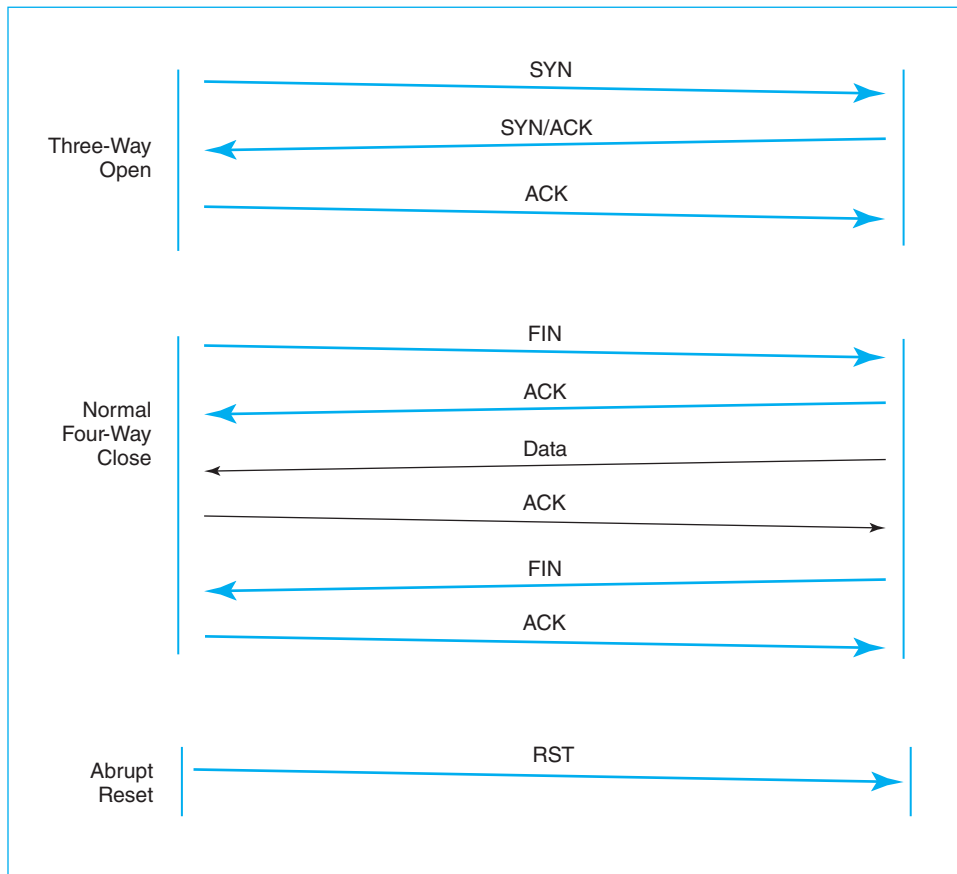 SYN
SYN/ACK
Three-Way
Open
ACK
FIN
ACK
Normal
Four-Way
Close
Data
ACK
FIN
ACK
RST
Abrupt
Reset